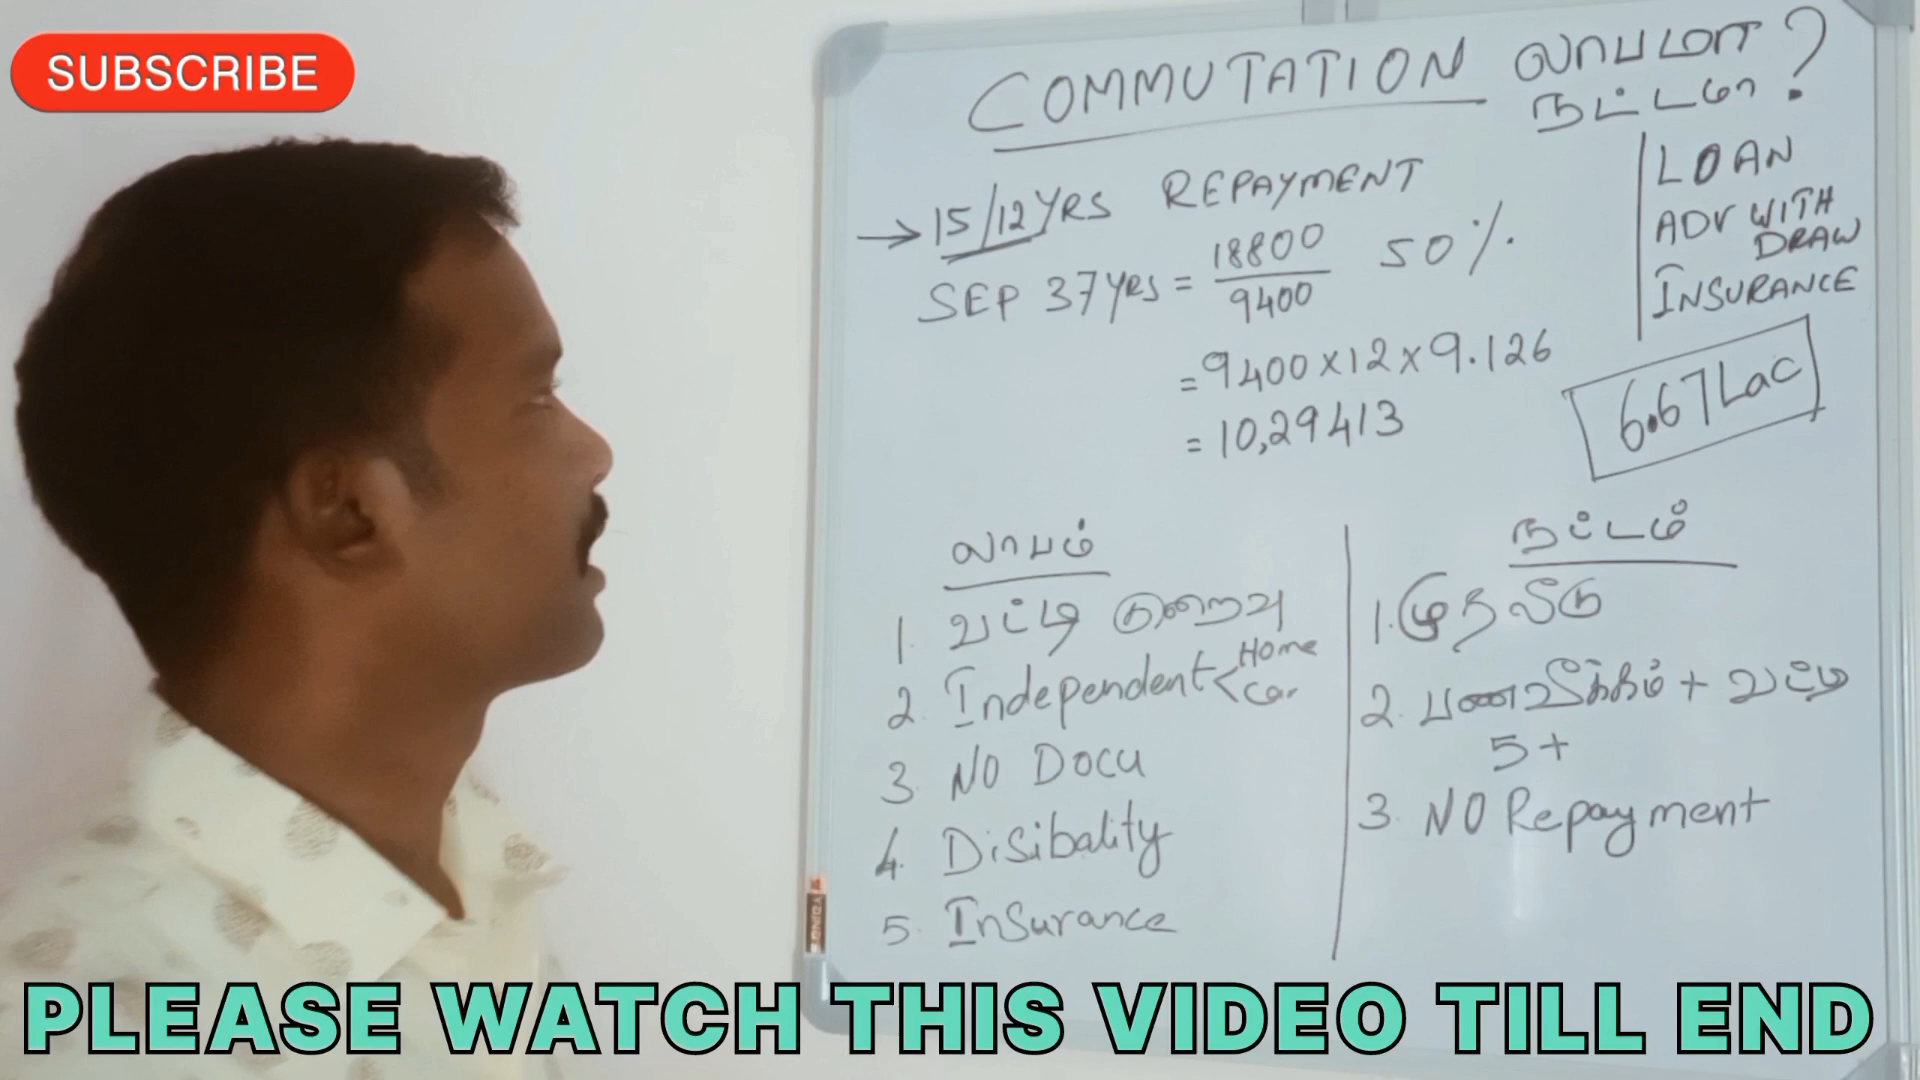 SUBSCRIBE
COMMUTATION லாபமா
நட்டமா ?
→ 15/12 YRS REPAYMENT
SEP 37 YRS = 18800 / 9400 50%
= 9400 x 12 x 9.126
= 10,29413
LOAN
ADV WITH
DRAW
INSURANCE
6.67 Lac
லாபம்
1. வட்டி குறைவு
2. Independent < Home
Car
3. NO DOCU
4. Disibality
5. Insurance
நட்டம்
1. முதலீடு
2. பணவீக்கம் + வட்டி
5+
3. NO Repayment
PLEASE WATCH THIS VIDEO TILL END